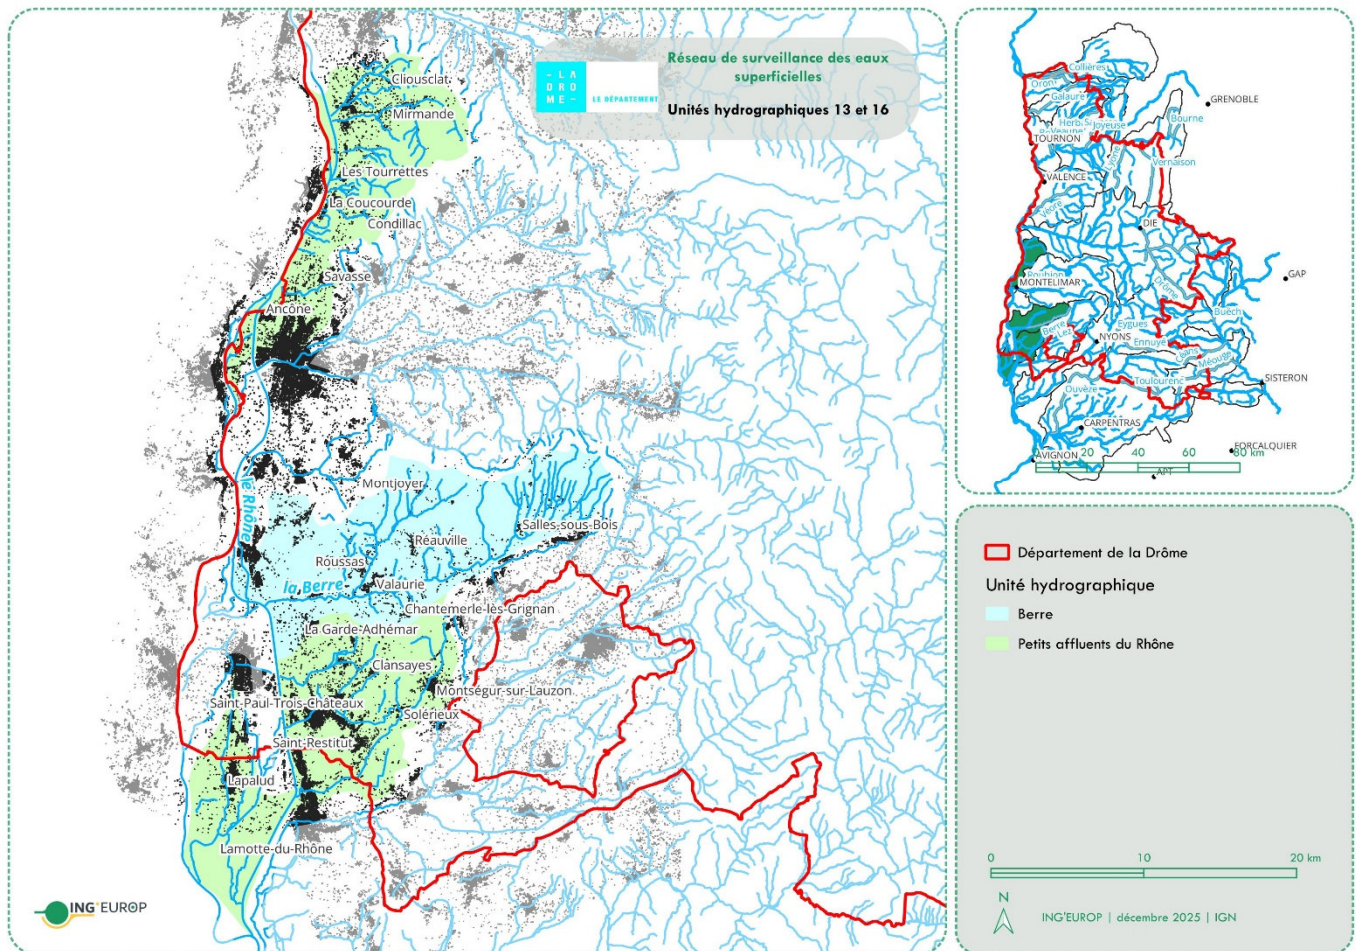 - L A
D R Ô
M E -
LE DÉPARTEMENT
Réseau de surveillance des eaux
superficielles
Unités hydrographiques 13 et 16
Cliousclat
Mirmande
Les Tourrettes
La Coucourde
Condillac
Savasse
Ancône
Montjoyer
le Rhône
Salles-sous-Bois
Réauville
Roussas
la Berre
Valaurie
Chantemerle-lès-Grignan
La Garde-Adhémar
Clansayes
Montségur-sur-Lauzon
Saint-Paul-Trois-Châteaux
Solérieux
Saint-Restitut
Lapalud
Lamotte-du-Rhône
ING'EUROP
Collières
Oron
Galaure
GRENOBLE
Bourne
Joyeuse
TOURNON
Vernaison
VALENCE
Véore
DIE
GAP
Roubion
MONTELIMAR
Drôme
Buëch
Berre
Lez
Eygues
NYONS
Ennuye
Céans
Méouge
Toulourenc
SISTERON
Ouvèze
CARPENTRAS
FORCALQUIER
AVIGNON
20 40 60 80 km
APT
Département de la Drôme
Unité hydrographique
Berre
Petits affluents du Rhône
0 10 20 km
N
ING'EUROP | décembre 2025 | IGN